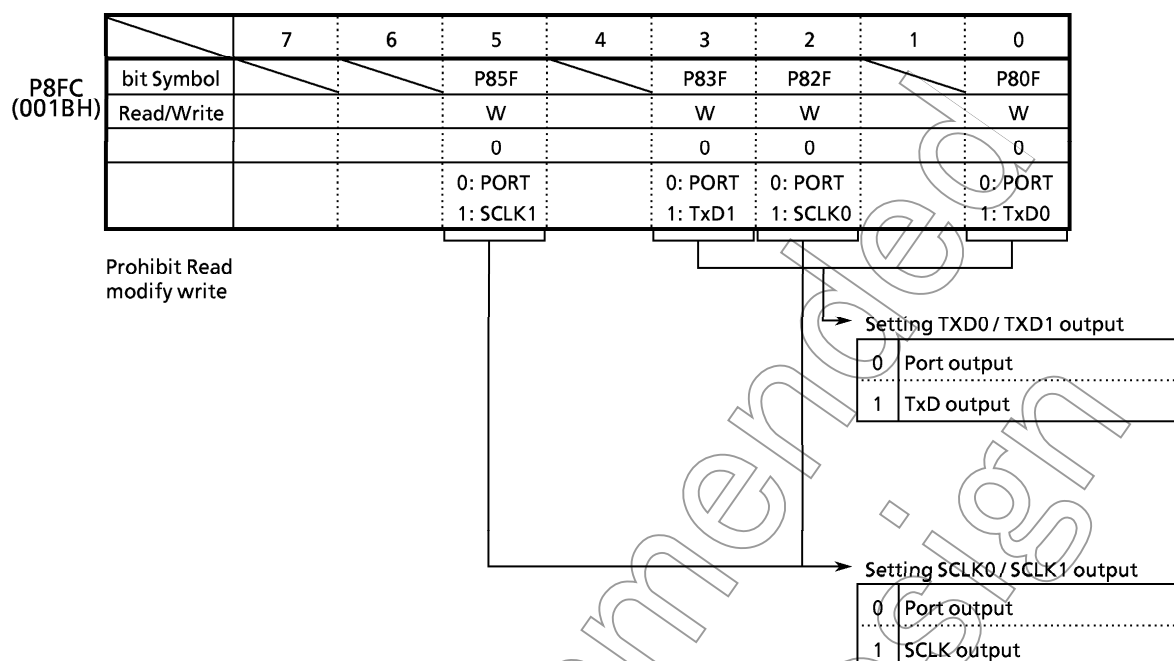 7 6 5 4 3 2 1 0
P8FC
(001BH)
bit Symbol P85F P83F P82F P80F
Read/Write W W W W
0 0 0 0
0: PORT 0: PORT 0: PORT 0: PORT
1: SCLK1 1: TxD1 1: SCLK0 1: TxD0
Prohibit Read
modify write
Setting TXD0 / TXD1 output
0 Port output
1 TxD output
Setting SCLK0 / SCLK1 output
0 Port output
1 SCLK output
mmended
sign